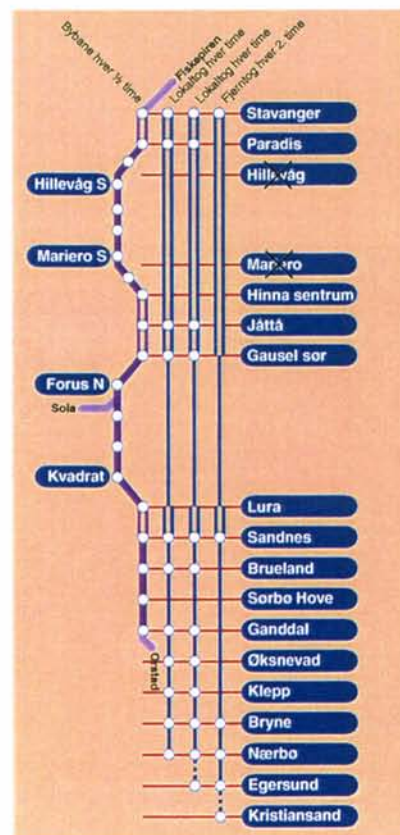 Bybane hver ½ time
Fiskepiren
Lokaltog hver time
Lokaltog hver time
Fjerntog hver 2. time
Stavanger
Paradis
Hillevåg
Hillevåg S
Mariero S
Mariero
Hinna sentrum
Jåttå
Gausel sør
Forus N
Sola
Kvadrat
Lura
Sandnes
Brueland
Sørbø Hove
Ganddal
Orstad
Øksnevad
Klepp
Bryne
Nærbø
Egersund
Kristiansand